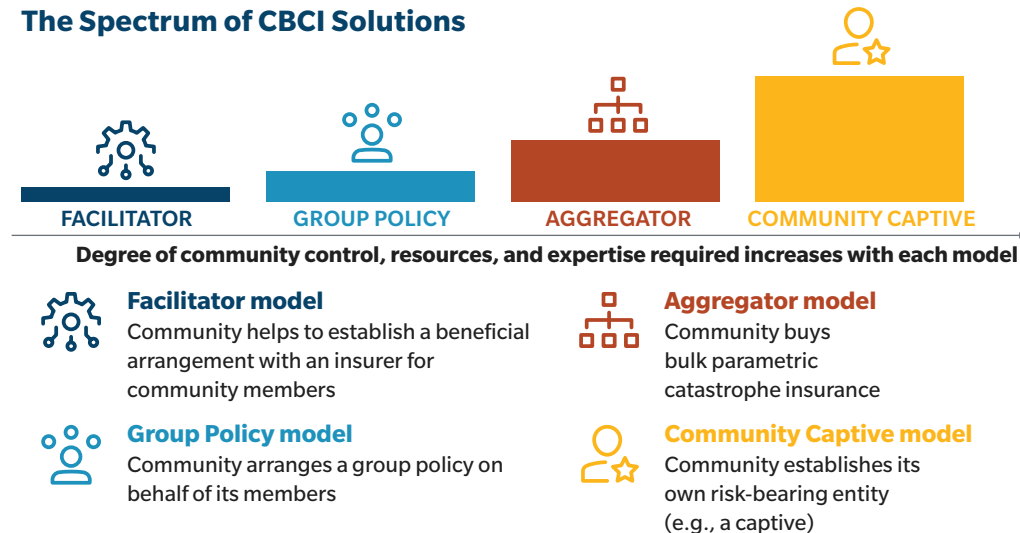 The Spectrum of CBCI Solutions
FACILITATOR
GROUP POLICY
AGGREGATOR
COMMUNITY CAPTIVE
Degree of community control, resources, and expertise required increases with each model
Facilitator model
Community helps to establish a beneficial
arrangement with an insurer for
community members
Group Policy model
Community arranges a group policy on
behalf of its members
Aggregator model
Community buys
bulk parametric
catastrophe insurance
Community Captive model
Community establishes its
own risk-bearing entity
(e.g., a captive)